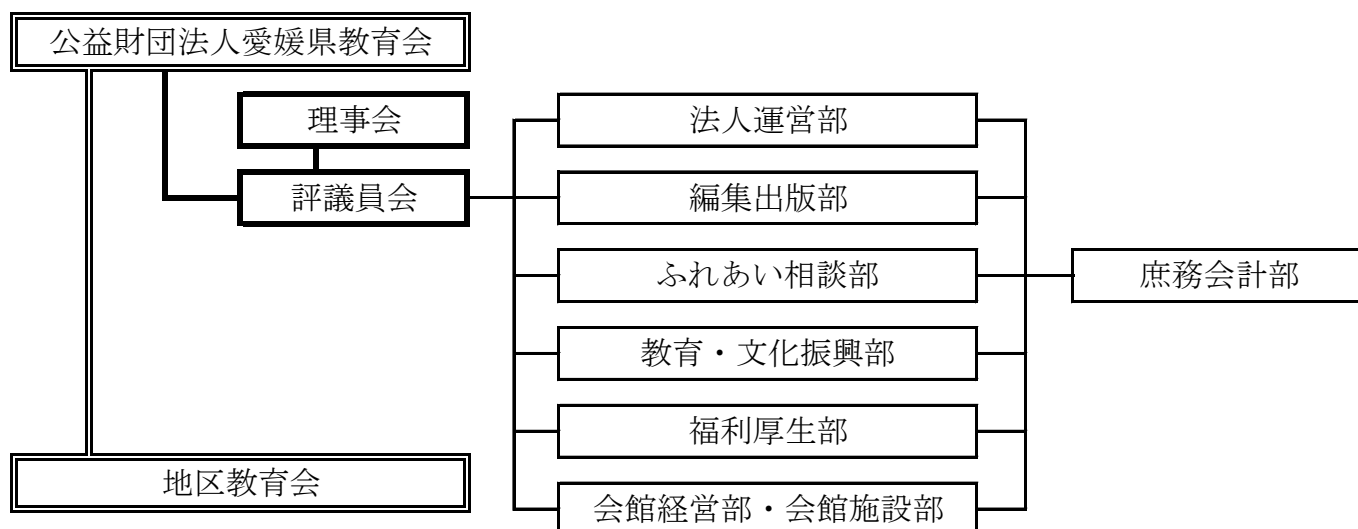 公益財団法人愛媛県教育会
理事会
評議員会
法人運営部
編集出版部
ふれあい相談部
教育・文化振興部
福利厚生部
会館経営部・会館施設部
庶務会計部
地区教育会